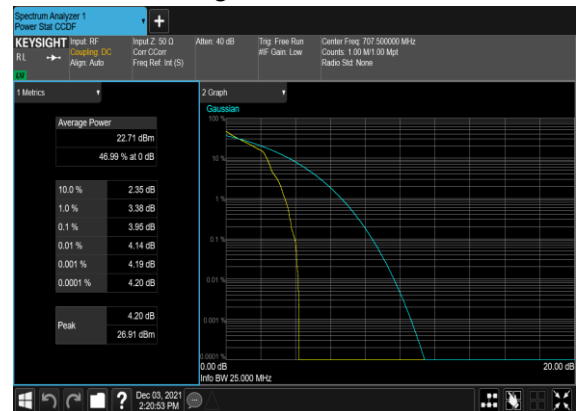 Spectrum Analyzer 1
Power Stat CCDF
+
KEYSIGHT
RL
Input: RF
Coupling: DC
Align: Auto
Input Z: 50 Ω
Corr CCorr
Freq Ref: Int (S)
Atten: 40 dB
Trig: Free Run
#IF Gain: Low
Center Freq: 707.500000 MHz
Counts: 1.00 M/1.00 Mpt
Radio Std: None
1 Metrics
Average Power
22.71 dBm
46.99 % at 0 dB
10.0 % 2.35 dB
1.0 % 3.38 dB
0.1 % 3.95 dB
0.01 % 4.14 dB
0.001 % 4.19 dB
0.0001 % 4.20 dB
Peak
4.20 dB
26.91 dBm
2 Graph
Gaussian
100 %
10 %
1 %
0.1 %
0.01 %
0.001 %
0.0001 %
0.00 dB 20.00 dB
Info BW 25.000 MHz
?
Dec 03, 2021
2:20:53 PM